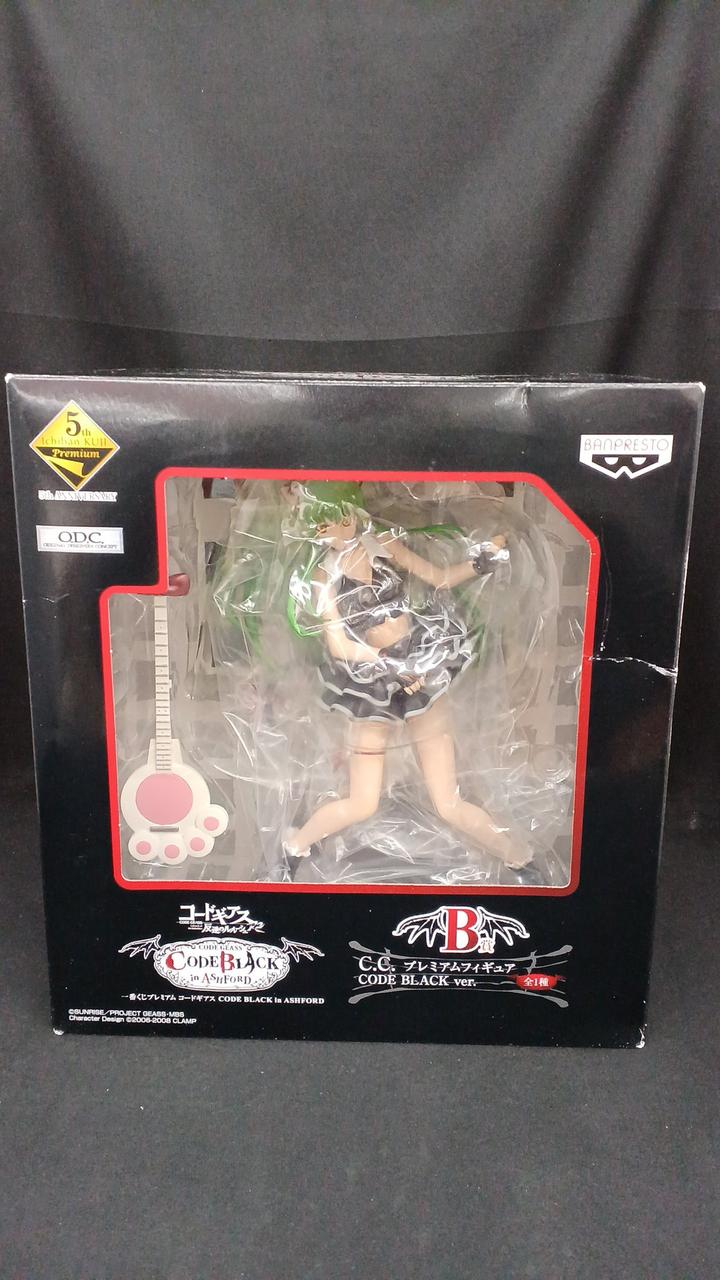 5th
Ichiban KUJI
Premium
5th ANNIVERSARY
O.D.C.
ORIGINAL DESIGNERS CONCEPT
BANPRESTO
コードギアス
CODE GEASS
反逆のルルーシュR2
CODE GEASS
CODE BLACK
in ASHFORD
一番くじプレミアム コードギアス CODE BLACK in ASHFORD
B賞
C.C. プレミアムフィギュア
CODE BLACK ver.
全1種
©SUNRISE/PROJECT GEASS・MBS
Character Design ©2006-2008 CLAMP